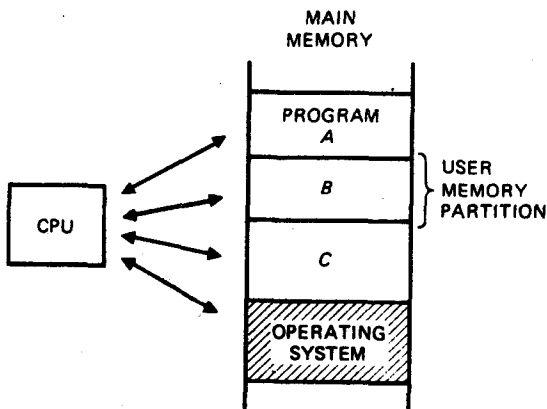 MAIN
MEMORY
PROGRAM
A
B
USER
MEMORY
PARTITION
CPU
C
OPERATING
SYSTEM